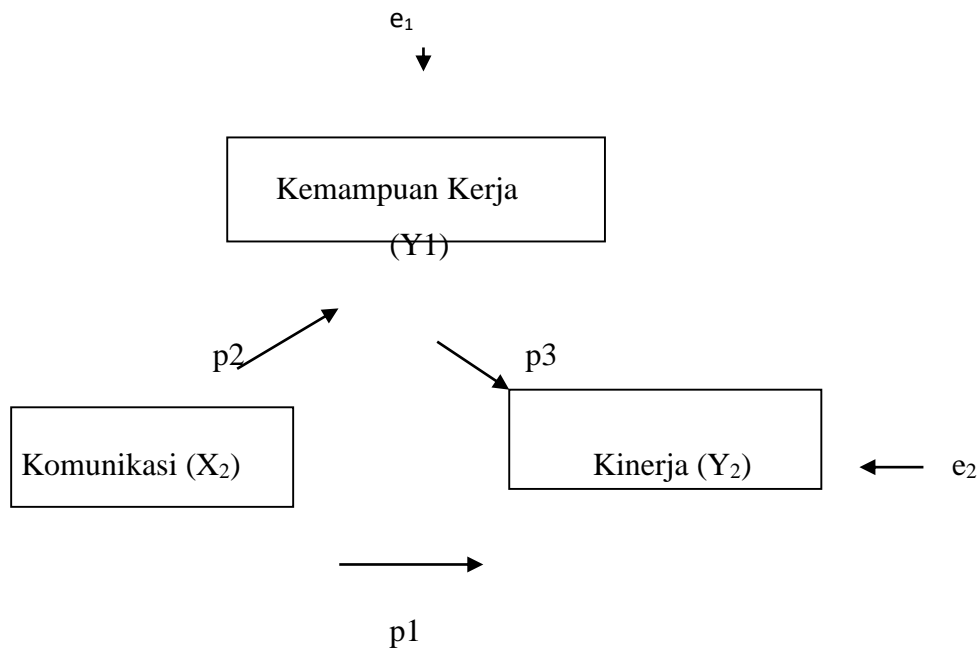 e₁
Kemampuan Kerja
(Y1)
p2
p3
Komunikasi (X₂)
Kinerja (Y₂)
e₂
p1